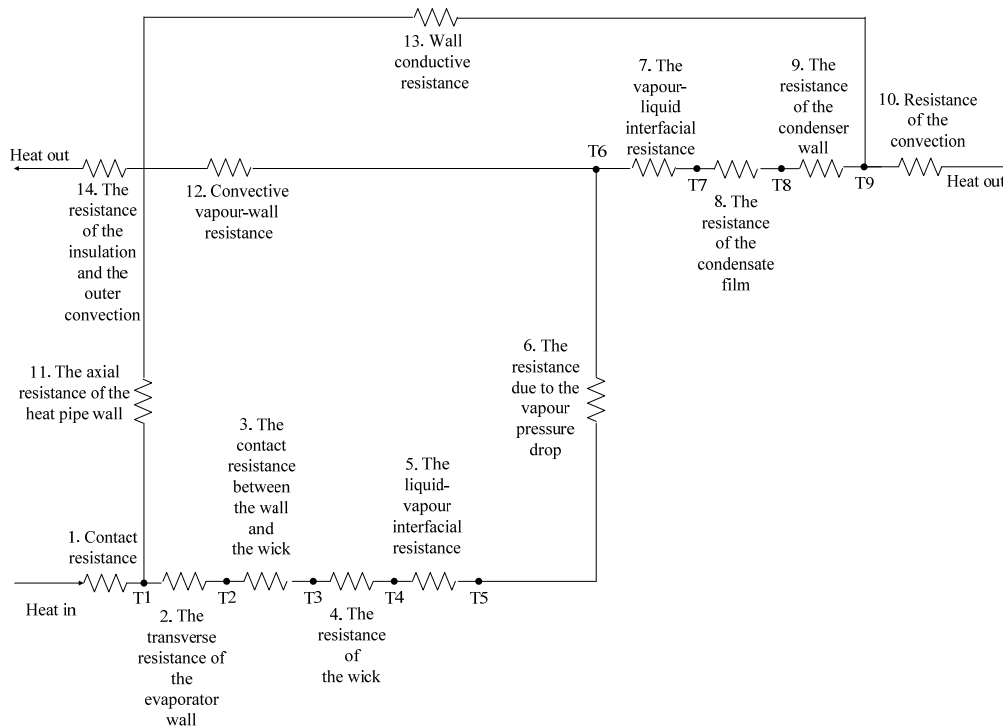 13. Wall
conductive
resistance
7. The
vapour-
liquid
interfacial
resistance
9. The
resistance
of the
condenser
wall
10. Resistance
of the
convection
Heat out
T6
T7
T8
T9
Heat out
14. The
resistance
of the
insulation
and the
outer
convection
12. Convective
vapour-wall
resistance
8. The
resistance
of the
condensate
film
11. The axial
resistance of the
heat pipe wall
6. The
resistance
due to the
vapour
pressure
drop
3. The
contact
resistance
between
the wall
and
the wick
5. The
liquid-
vapour
interfacial
resistance
1. Contact
resistance
Heat in
T1
T2
T3
T4
T5
2. The
transverse
resistance of
the
evaporator
wall
4. The
resistance
of
the wick